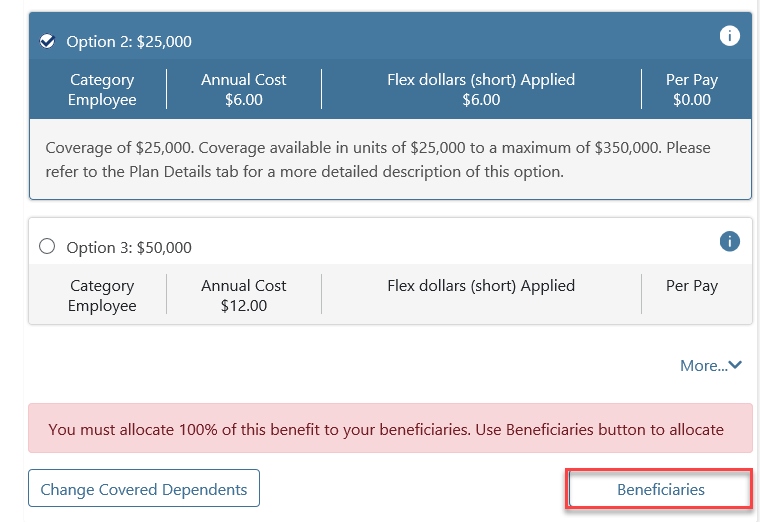 Option 2: $25,000
i
Category Annual Cost Flex dollars (short) Applied Per Pay
Employee $6.00 $6.00 $0.00
Coverage of $25,000. Coverage available in units of $25,000 to a maximum of $350,000. Please
refer to the Plan Details tab for a more detailed description of this option.
Option 3: $50,000
i
Category Annual Cost Flex dollars (short) Applied Per Pay
Employee $12.00
More...
You must allocate 100% of this benefit to your beneficiaries. Use Beneficiaries button to allocate
Change Covered Dependents
Beneficiaries